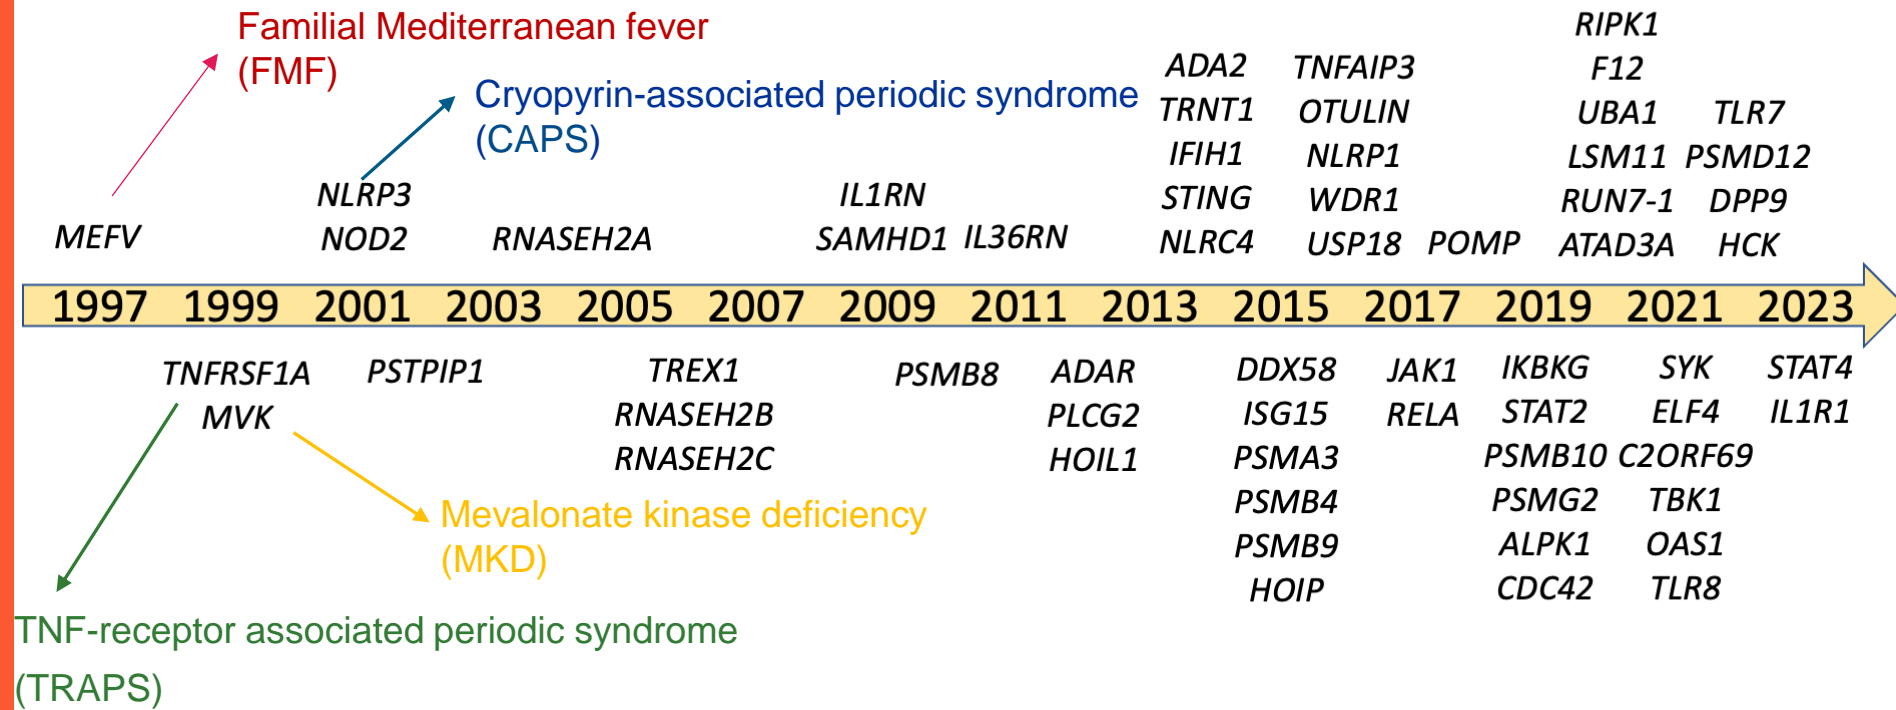 Familial Mediterranean fever
(FMF)
Cryopyrin-associated periodic syndrome
(CAPS)
MEFV
NLRP3
NOD2
RNASEH2A
IL1RN
SAMHD1
IL36RN
ADA2
TRNT1
IFIH1
STING
NLRC4
TNFAIP3
OTULIN
NLRP1
WDR1
USP18
POMP
RIPK1
F12
UBA1
LSM11
RUN7-1
ATAD3A
TLR7
PSMD12
DPP9
HCK
1997 1999 2001 2003 2005 2007 2009 2011 2013 2015 2017 2019 2021 2023
TNFRSF1A
MVK
PSTPIP1
TREX1
RNASEH2B
RNASEH2C
PSMB8
ADAR
PLCG2
HOIL1
DDX58
ISG15
PSMA3
PSMB4
PSMB9
HOIP
JAK1
RELA
IKBKG
STAT2
PSMB10
PSMG2
ALPK1
CDC42
SYK
ELF4
C2ORF69
TBK1
OAS1
TLR8
STAT4
IL1R1
Mevalonate kinase deficiency
(MKD)
TNF-receptor associated periodic syndrome
(TRAPS)